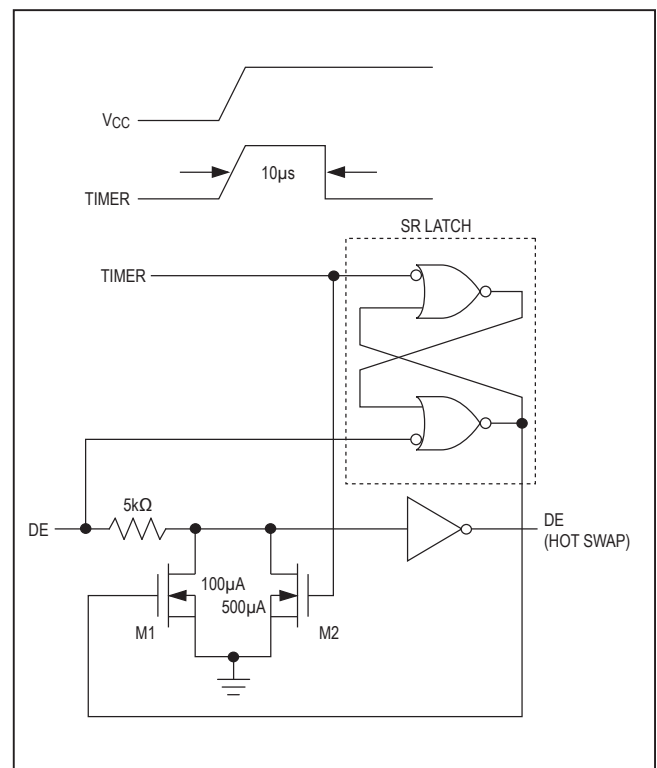 VCC
10µs
TIMER
SR LATCH
TIMER
5kΩ
DE
DE
(HOT SWAP)
100µA
500µA
M1
M2